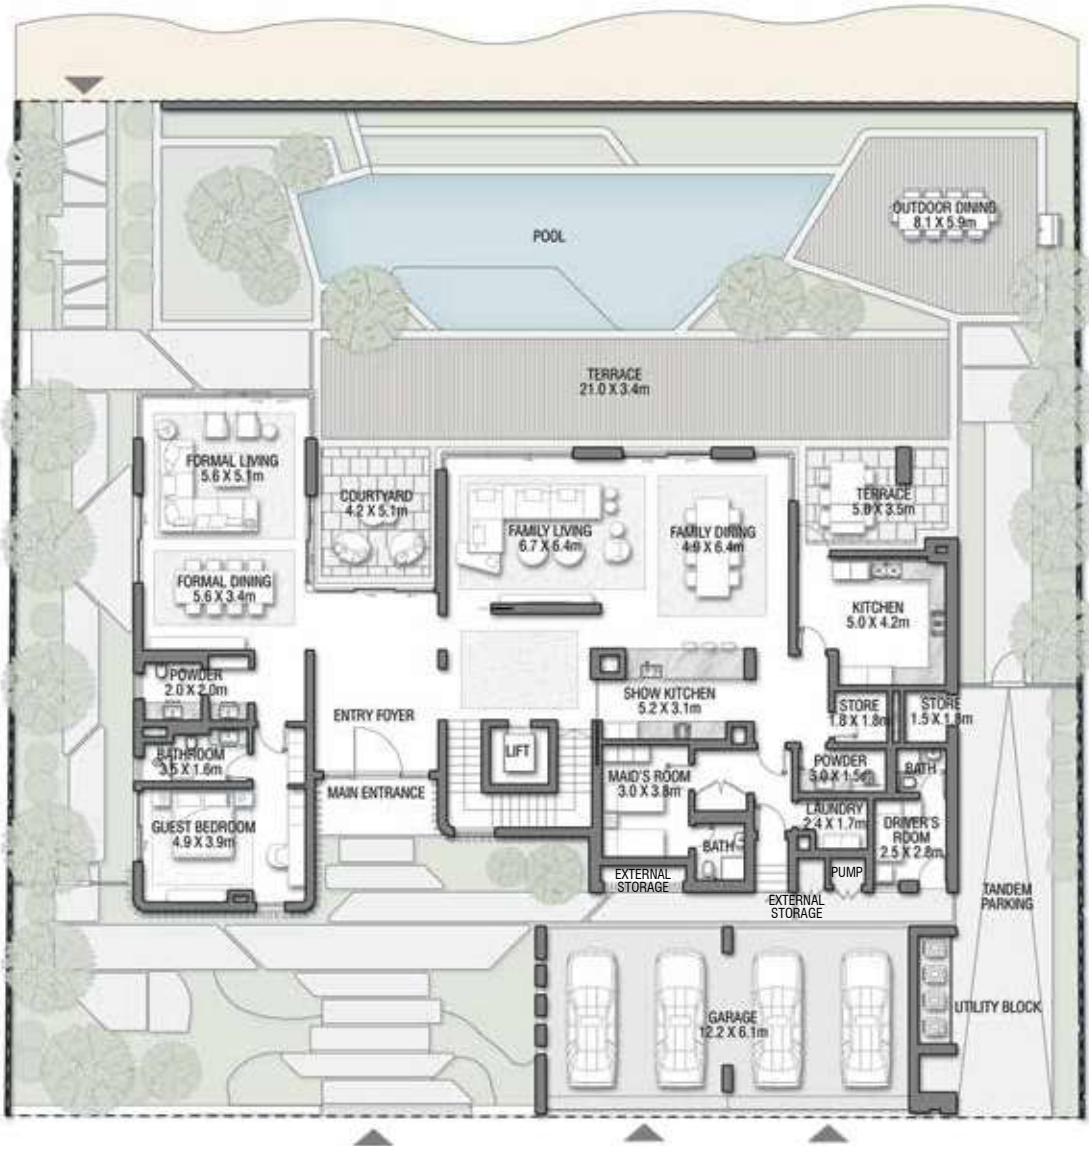 OUTDOOR DINING
8.1 X 5.9m
POOL
TERRACE
21.0 X 3.4m
FORMAL LIVING
5.6 X 5.1m
COURTYARD
4.2 X 5.1m
FAMILY LIVING
6.7 X 6.4m
FAMILY DIRING
4.9 X 6.4m
TERRACE
5.8 X 3.5m
FORMAL DINING
5.6 X 3.4m
KITCHEN
5.0 X 4.2m
POWDER
2.0 X 2.0m
SHOW KITCHEN
5.2 X 3.1m
STORE
1.8 X 1.8m
STORE
1.5 X 1.8m
ENTRY FOYER
LIFT
BATHROOM
3.5 X 1.6m
MAIN ENTRANCE
MAID'S ROOM
3.0 X 3.8m
POWDER
3.0 X 1.5m
BATH
GUEST BEDROOM
4.9 X 3.9m
LAUNDRY
2.4 X 1.7m
DRIVER'S
ROOM
2.5 X 2.8m
BATH
EXTERNAL
STORAGE
PUMP
EXTERNAL
STORAGE
TANDEM
PARKING
GARAGE
12.2 X 6.1m
UTILITY BLOCK